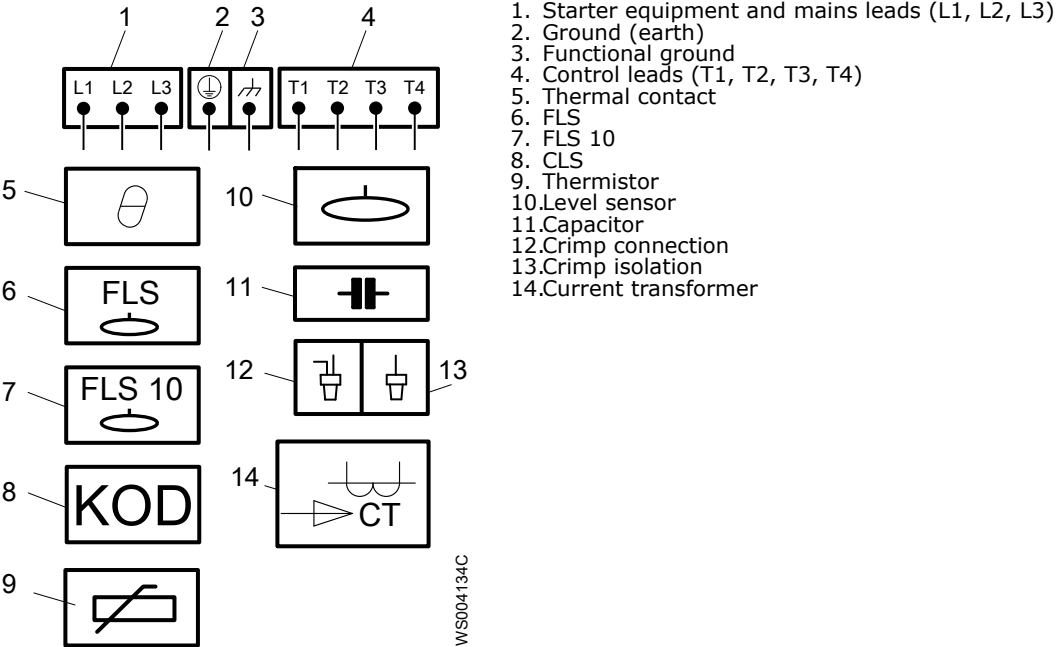 1 2 3 4
L1 L2 L3 T1 T2 T3 T4
5
10
6
FLS
11
7
FLS 10
12
13
8
KOD
14
CT
9
WS004134C
1. Starter equipment and mains leads (L1, L2, L3)
2. Ground (earth)
3. Functional ground
4. Control leads (T1, T2, T3, T4)
5. Thermal contact
6. FLS
7. FLS 10
8. CLS
9. Thermistor
10.Level sensor
11.Capacitor
12.Crimp connection
13.Crimp isolation
14.Current transformer